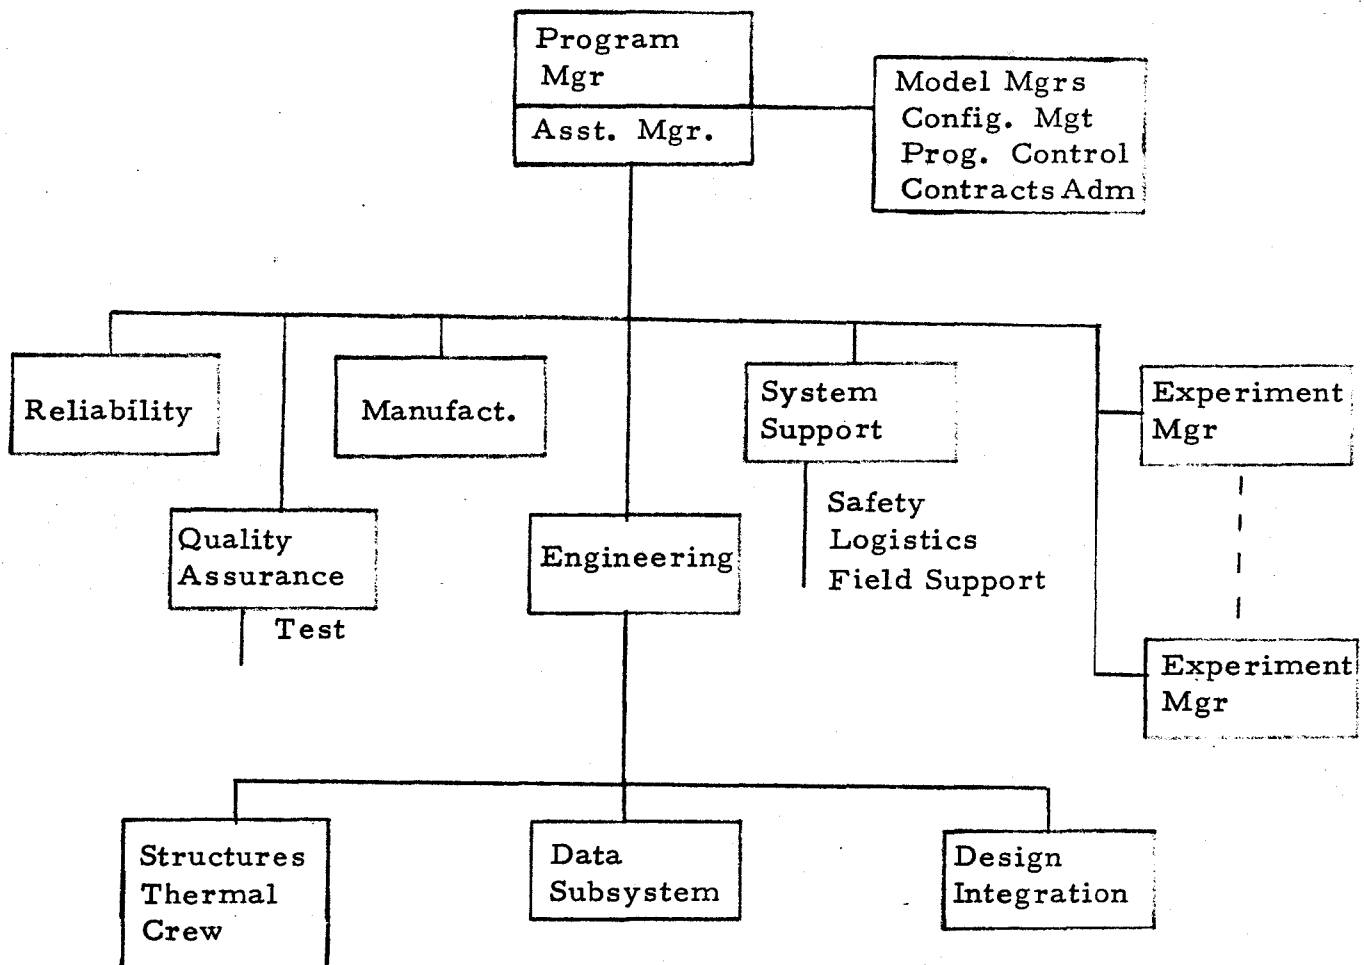 Program
Mgr
Asst. Mgr.
Model Mgrs
Config. Mgt
Prog. Control
Contracts Adm
Reliability
Manufact.
System
Support
Experiment
Mgr
Safety
Logistics
Field Support
Quality
Assurance
Test
Engineering
Experiment
Mgr
Structures
Thermal
Crew
Data
Subsystem
Design
Integration